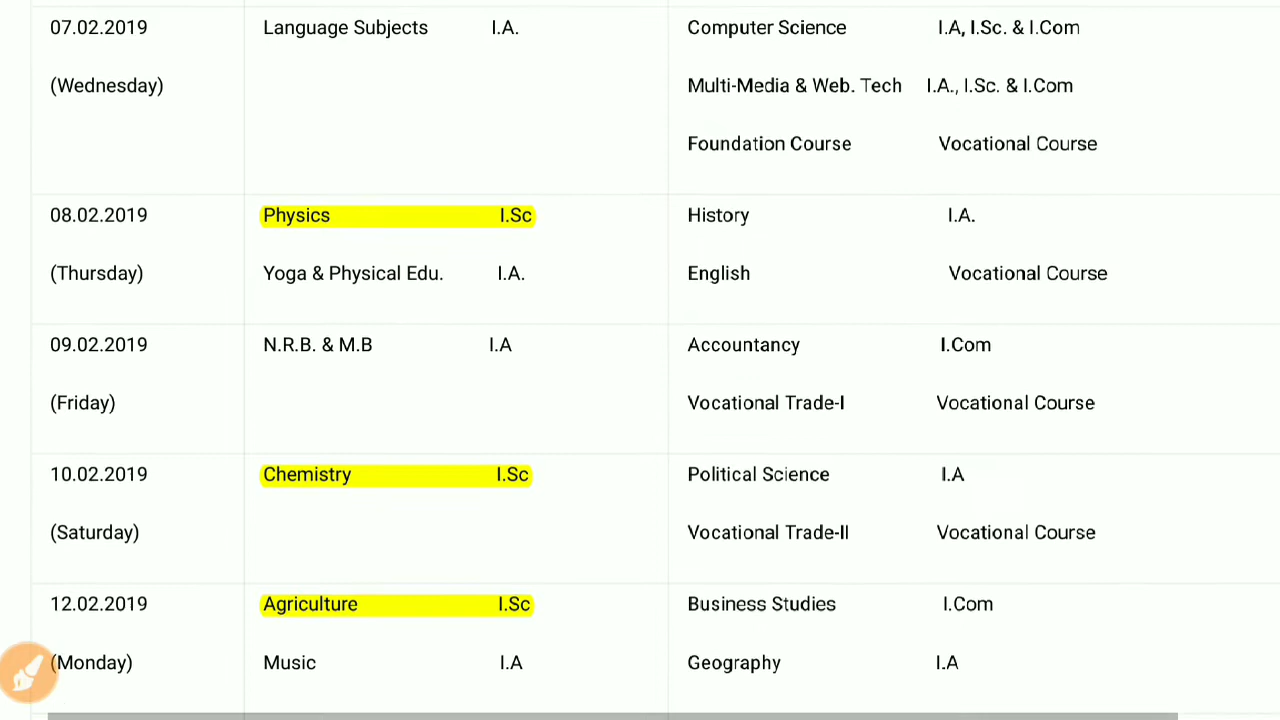 07.02.2019 Language Subjects I.A. Computer Science I.A, I.Sc. & I.Com
(Wednesday) Multi-Media & Web. Tech I.A., I.Sc. & I.Com
Foundation Course Vocational Course
08.02.2019 Physics I.Sc History I.A.
(Thursday) Yoga & Physical Edu. I.A. English Vocational Course
09.02.2019 N.R.B. & M.B I.A Accountancy I.Com
(Friday) Vocational Trade-I Vocational Course
10.02.2019 Chemistry I.Sc Political Science I.A
(Saturday) Vocational Trade-II Vocational Course
12.02.2019 Agriculture I.Sc Business Studies I.Com
(Monday) Music I.A Geography I.A